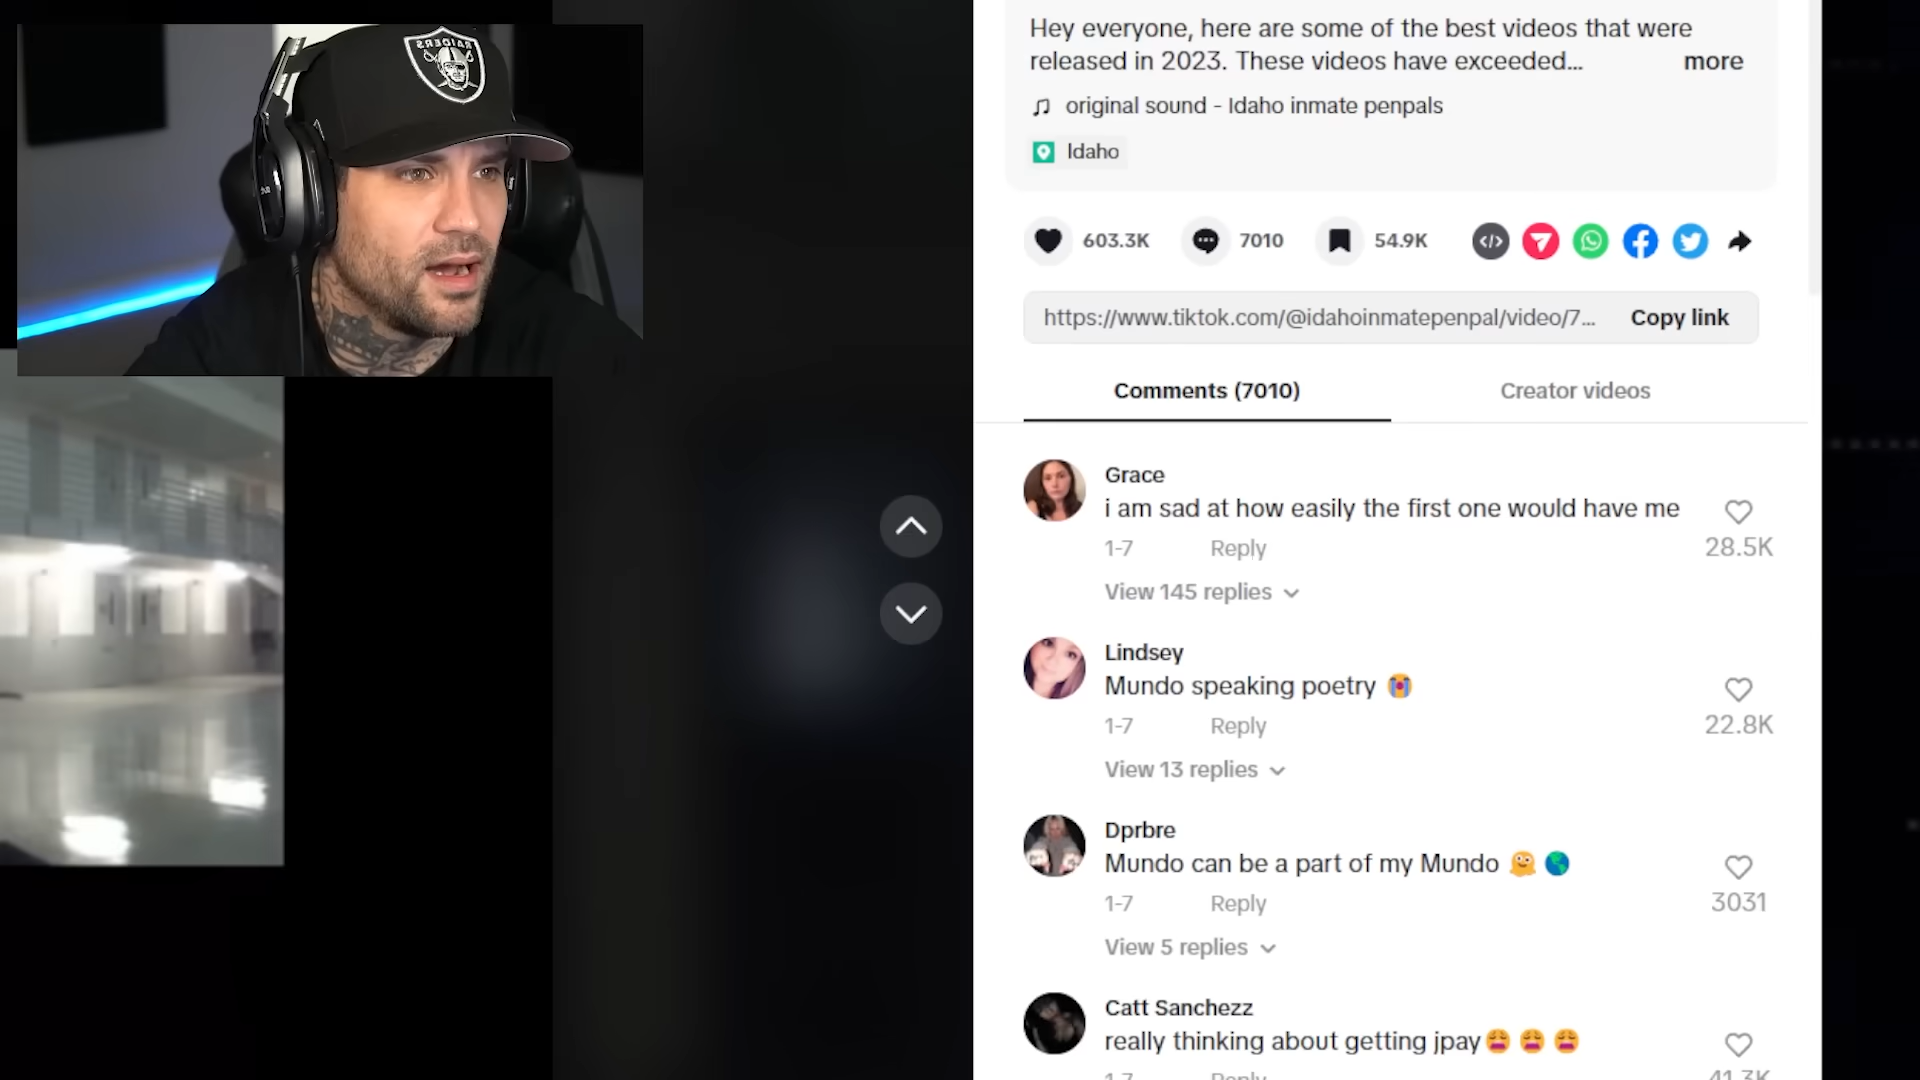 RAIDERS
Hey everyone, here are some of the best videos that were
released in 2023. These videos have exceeded... more
original sound - Idaho inmate penpals
Idaho
603.3K 7010 54.9K
https://www.tiktok.com/@idahoinmatepenpal/video/7... Copy link
Comments (7010) Creator videos
Grace
i am sad at how easily the first one would have me
1-7 Reply
28.5K
View 145 replies
Lindsey
Mundo speaking poetry 😭
1-7 Reply
22.8K
View 13 replies
Dprbre
Mundo can be a part of my Mundo 🫠 🌎
1-7 Reply
3031
View 5 replies
Catt Sanchezz
really thinking about getting jpay😩 😩 😩
1-7 Reply
41.3K